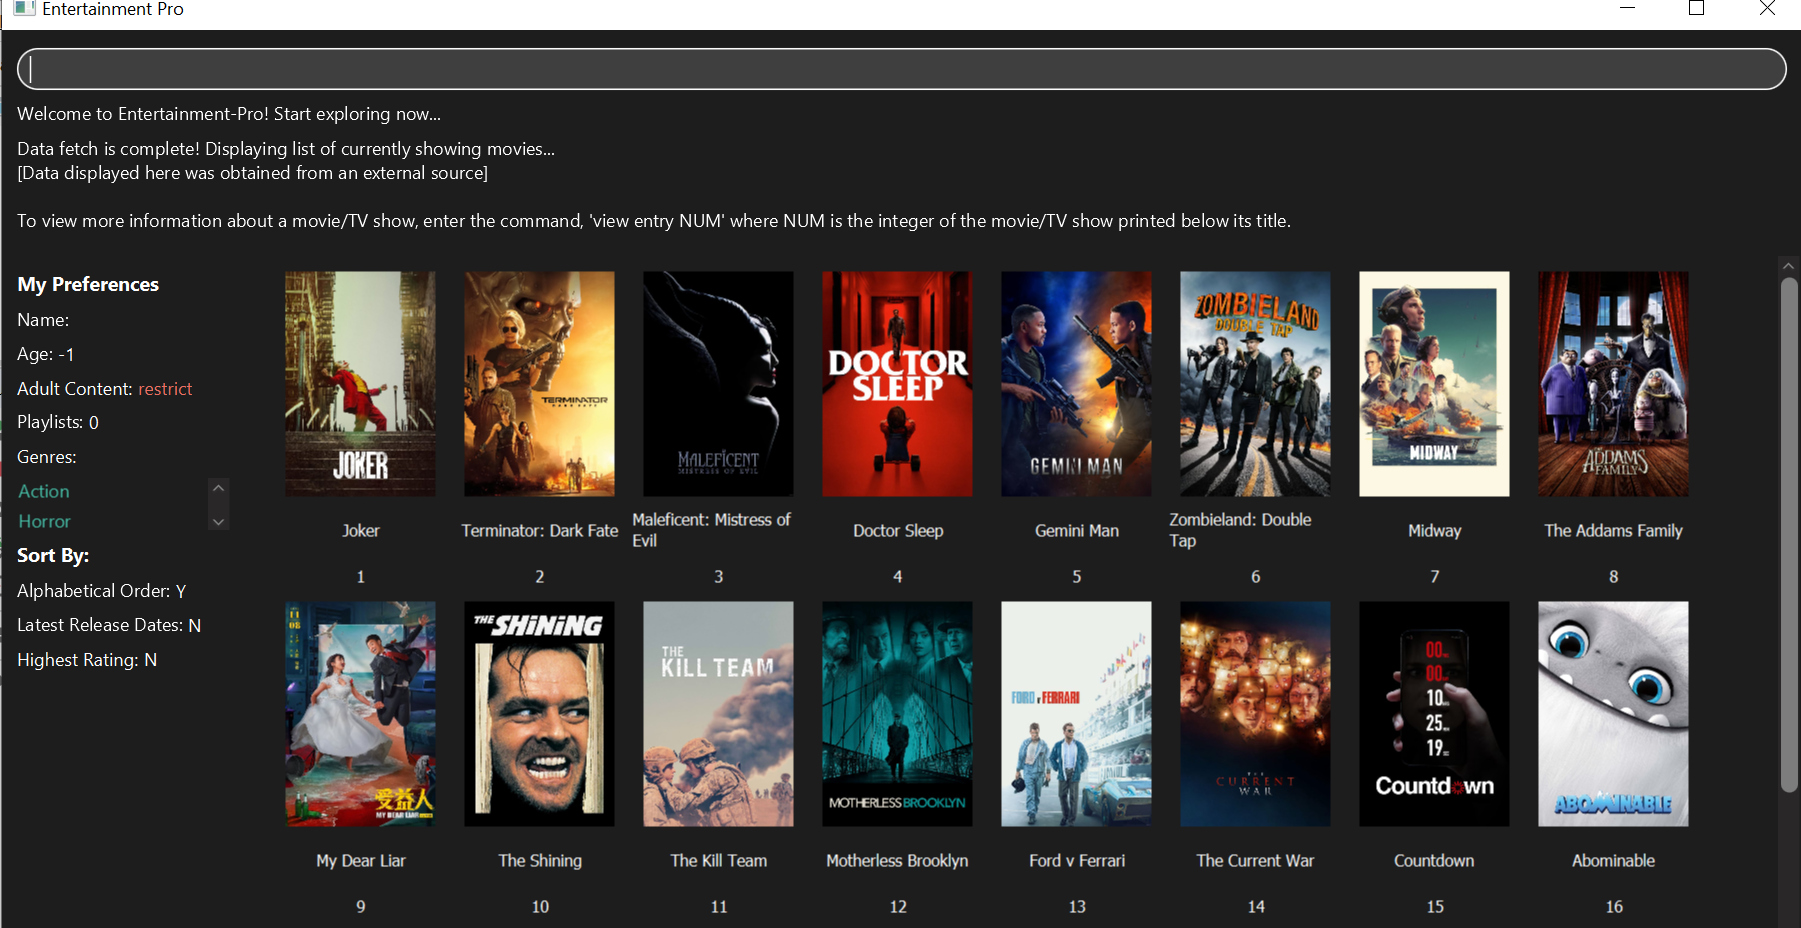 Entertainment Pro
Welcome to Entertainment-Pro! Start exploring now...
Data fetch is complete! Displaying list of currently showing movies...
[Data displayed here was obtained from an external source]
To view more information about a movie/TV show, enter the command, 'view entry NUM' where NUM is the integer of the movie/TV show printed below its title.
My Preferences
Name:
Age: -1
Adult Content: restrict
Playlists: 0
Genres:
Action
Horror
Sort By:
Alphabetical Order: Y
Latest Release Dates: N
Highest Rating: N
JOKER
TERMINATOR
DARK FATE
MALEFICENT
MISTRESS OF EVIL
DOCTOR
SLEEP
GEMINI MAN
ZOMBIELAND
DOUBLE TAP
MIDWAY
THE
ADDAMS
FAMILY
Joker
Terminator: Dark Fate
Maleficent: Mistress of
Evil
Doctor Sleep
Gemini Man
Zombieland: Double
Tap
Midway
The Addams Family
1
2
3
4
5
6
7
8
11
08
受益人
MY DEAR LIAR
THE SHiNiNG
THE
KILL TEAM
MOTHERLESS BROOKLYN
FORD v FERRARI
THE
CURRENT
WAR
00
00
10
25
19
Countdown
ABOMINABLE
My Dear Liar
The Shining
The Kill Team
Motherless Brooklyn
Ford v Ferrari
The Current War
Countdown
Abominable
9
10
11
12
13
14
15
16